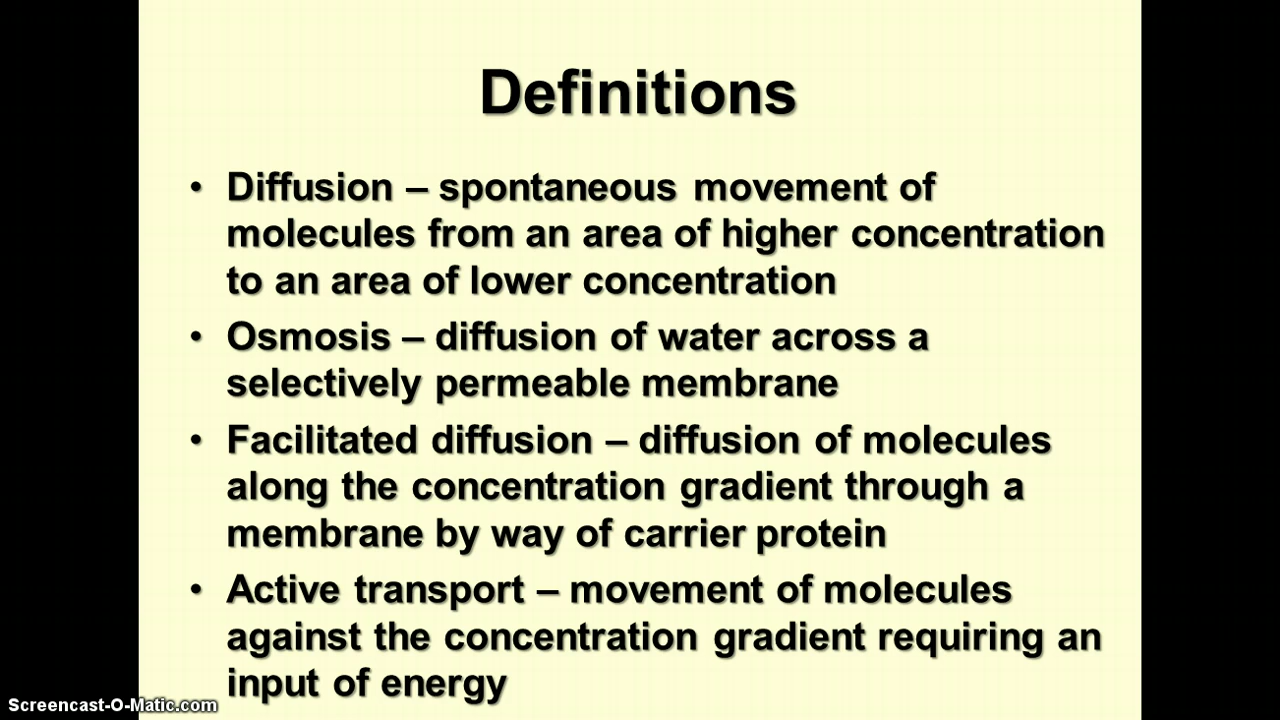 Definitions
• Diffusion – spontaneous movement of
molecules from an area of higher concentration
to an area of lower concentration
• Osmosis – diffusion of water across a
selectively permeable membrane
• Facilitated diffusion – diffusion of molecules
along the concentration gradient through a
membrane by way of carrier protein
• Active transport – movement of molecules
against the concentration gradient requiring an
input of energy
Screencast-O-Matic.com